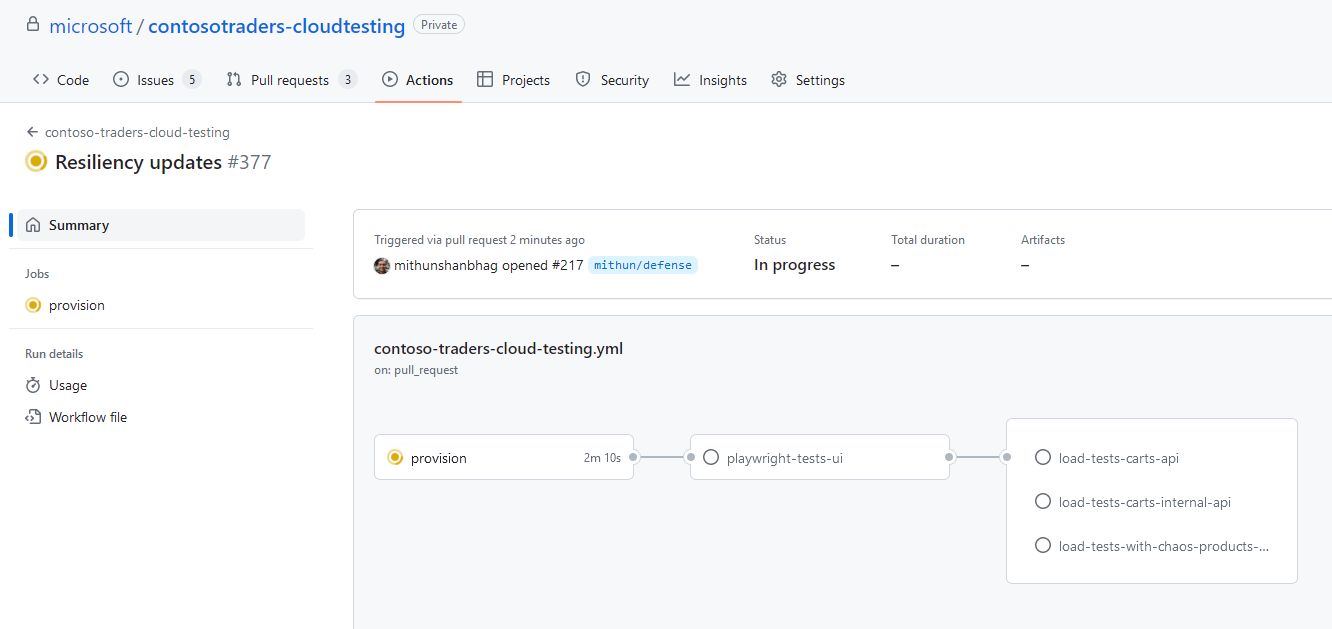 microsoft / contosotraders-cloudtesting Private
Code Issues 5 Pull requests 3 Actions Projects Security Insights Settings
contoso-traders-cloud-testing
Resiliency updates #377
Summary
Jobs
provision
Run details
Usage
Workflow file
Triggered via pull request 2 minutes ago
mithunshanbhag opened #217 mithun/defense
Status
In progress
Total duration
–
Artifacts
–
contoso-traders-cloud-testing.yml
on: pull_request
provision 2m 10s
playwright-tests-ui
load-tests-carts-api
load-tests-carts-internal-api
load-tests-with-chaos-products-...